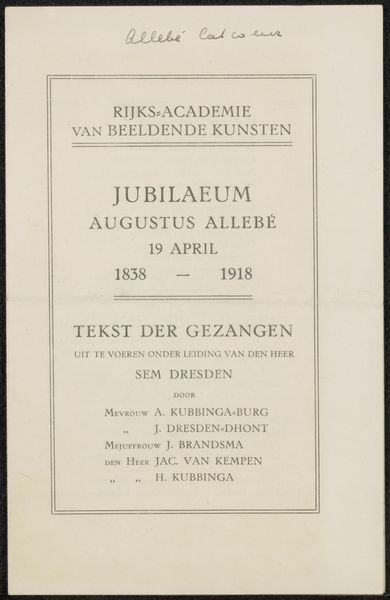 Allebé
RIJKS=ACADEMIE
VAN BEELDENDE KUNSTEN
JUBILAEUM
AUGUSTUS ALLEBÉ
19 APRIL
1838 — 1918
TEKST DER GEZANGEN
UIT TE VOEREN ONDER LEIDING VAN DEN HEER
SEM DRESDEN
DOOR
MEVROUW A. KUBBINGA=BURG
„ J. DRESDEN=DHONT
MEJUFFROUW J. BRANDSMA
DEN HEER JAC. VAN KEMPEN
„ „ H. KUBBINGA